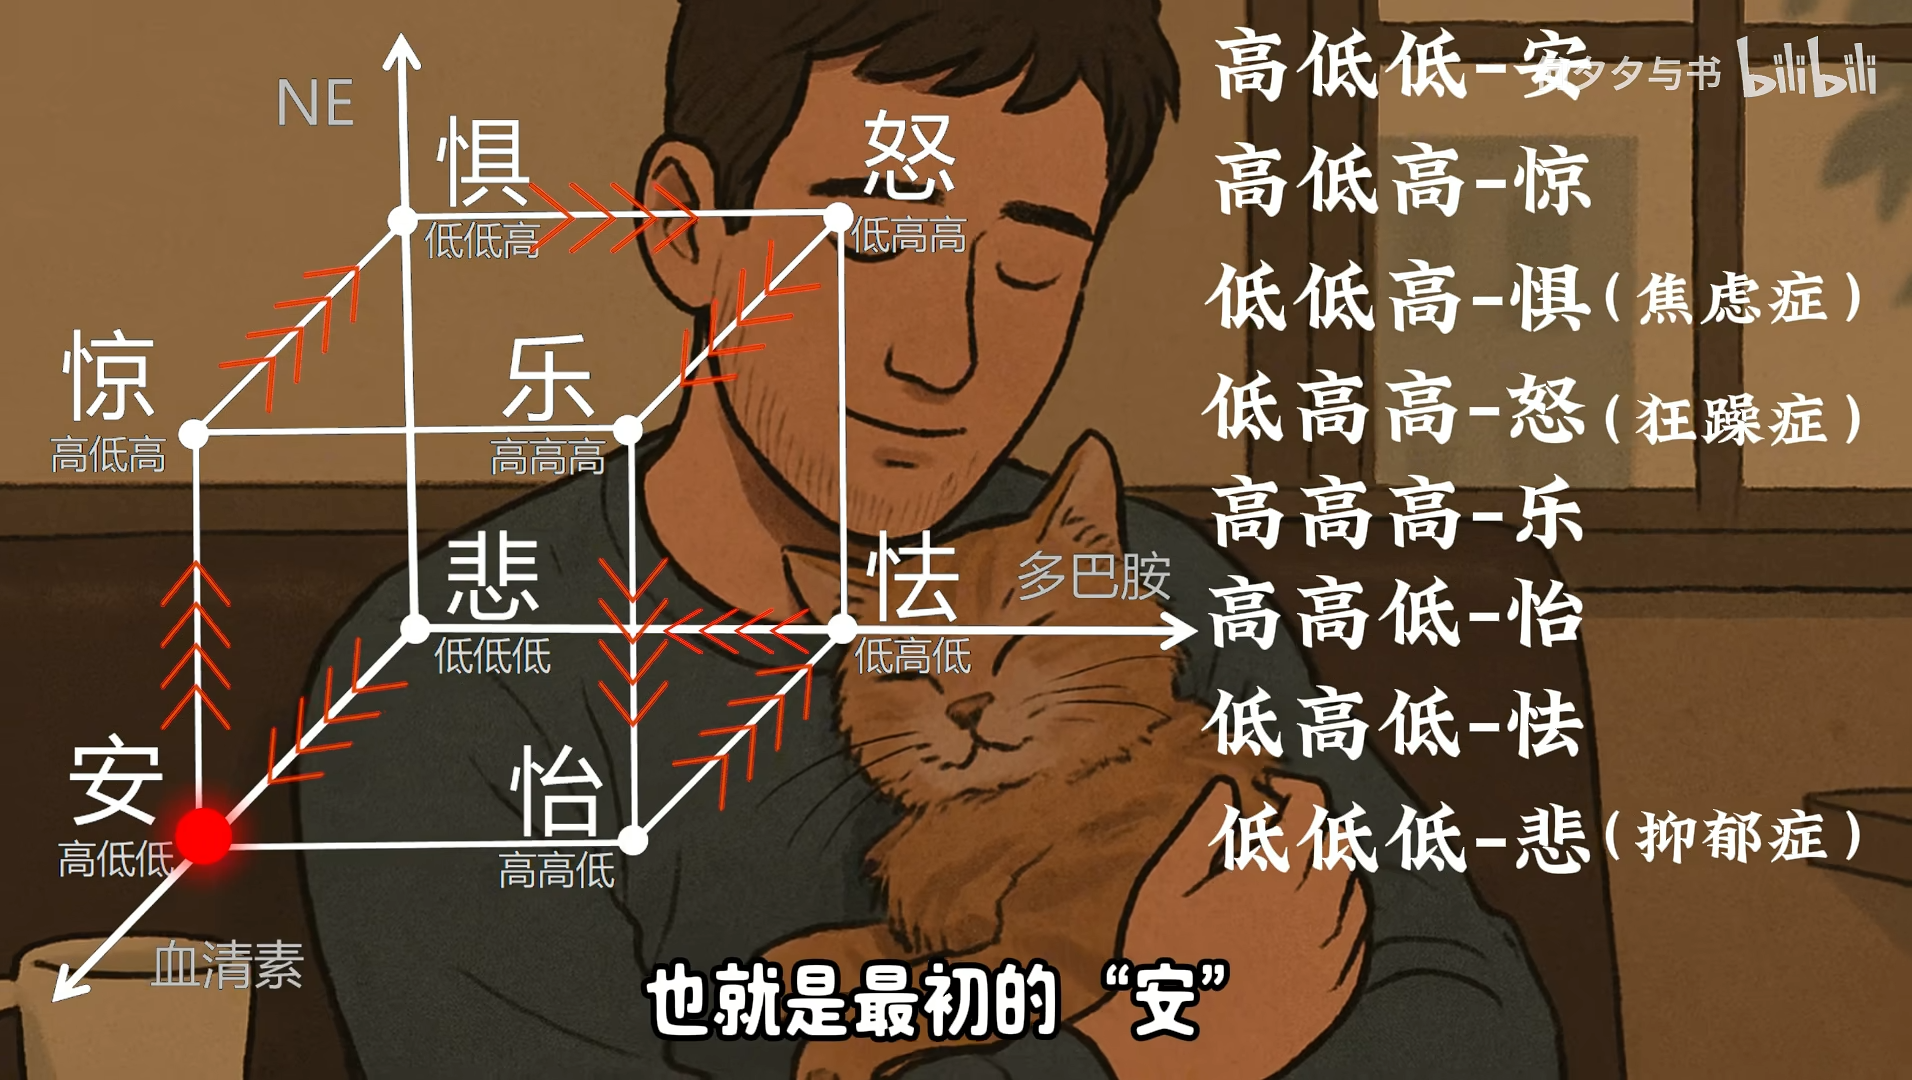 NE
惧
低低高
怒
低高高
惊
高低高
乐
高高高
悲
低低低
怯
低高低
多巴胺
安
高低低
怡
高高低
血清素
高低低-安
夕夕与书 bilibili
高低高-惊
低低高-惧(焦虑症)
低高高-怒(狂躁症)
高高高-乐
高高低-怡
低高低-怯
低低低-悲(抑郁症)
也就是最初的“安”